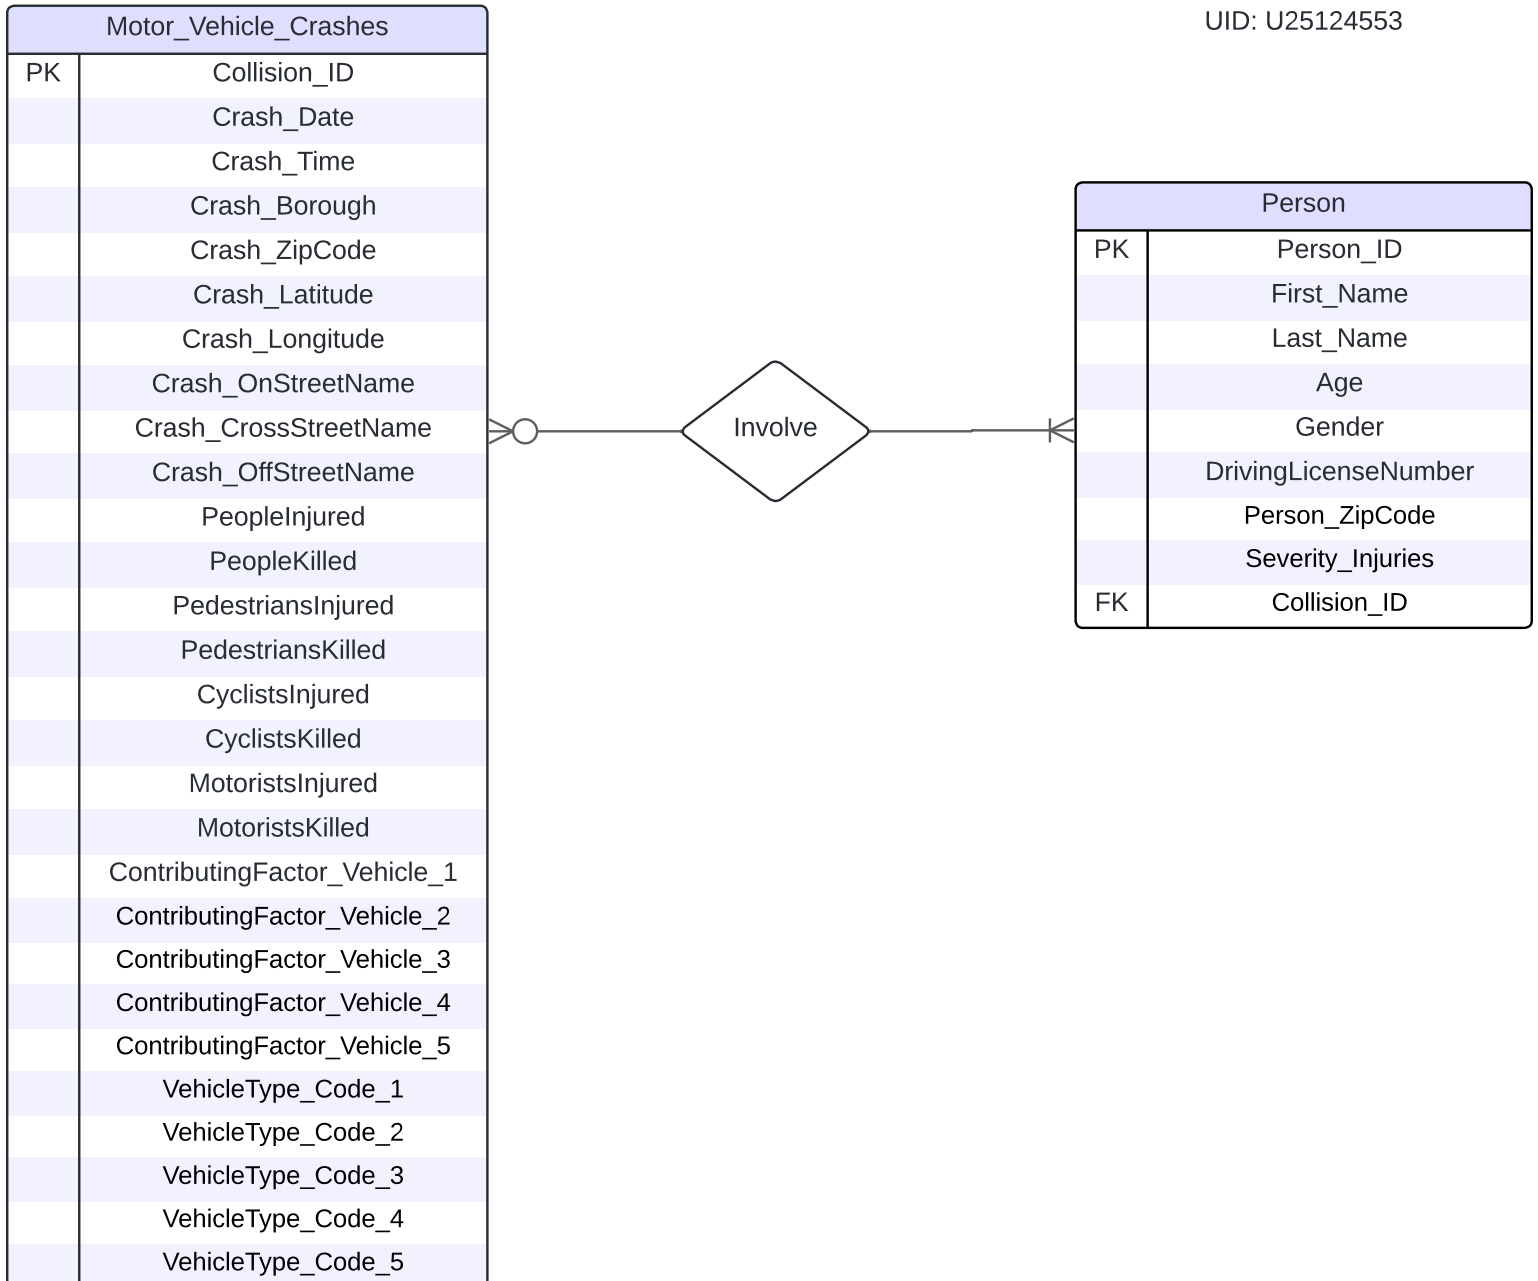 Motor_Vehicle_Crashes
PK Collision_ID
Crash_Date
Crash_Time
Crash_Borough
Crash_ZipCode
Crash_Latitude
Crash_Longitude
Crash_OnStreetName
Crash_CrossStreetName
Crash_OffStreetName
PeopleInjured
PeopleKilled
PedestriansInjured
PedestriansKilled
CyclistsInjured
CyclistsKilled
MotoristsInjured
MotoristsKilled
ContributingFactor_Vehicle_1
ContributingFactor_Vehicle_2
ContributingFactor_Vehicle_3
ContributingFactor_Vehicle_4
ContributingFactor_Vehicle_5
VehicleType_Code_1
VehicleType_Code_2
VehicleType_Code_3
VehicleType_Code_4
VehicleType_Code_5
Involve
UID: U25124553
Person
PK Person_ID
First_Name
Last_Name
Age
Gender
DrivingLicenseNumber
Person_ZipCode
Severity_Injuries
FK Collision_ID